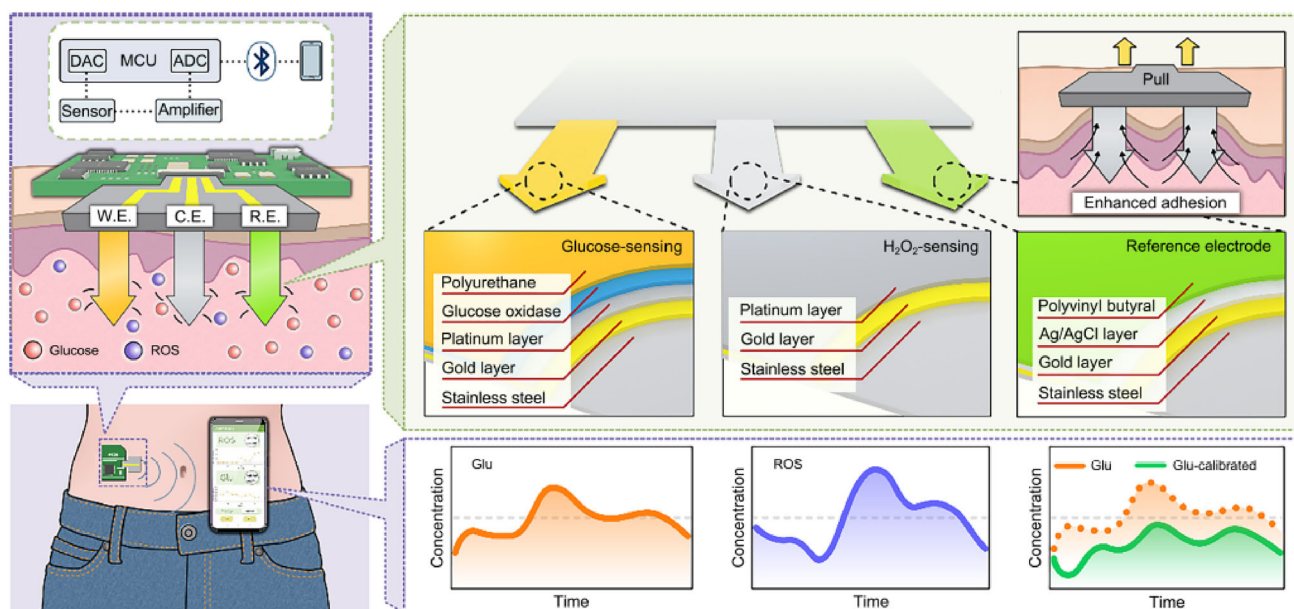 DAC
MCU
ADC
Sensor
Amplifier
W.E.
C.E.
R.E.
Glucose
ROS
Pull
Enhanced adhesion
Glucose-sensing
Polyurethane
Glucose oxidase
Platinum layer
Gold layer
Stainless steel
H₂O₂-sensing
Platinum layer
Gold layer
Stainless steel
Reference electrode
Polyvinyl butyral
Ag/AgCl layer
Gold layer
Stainless steel
ROS
Glu
Glu
Concentration
Time
ROS
Concentration
Time
Glu
Glu-calibrated
Concentration
Time